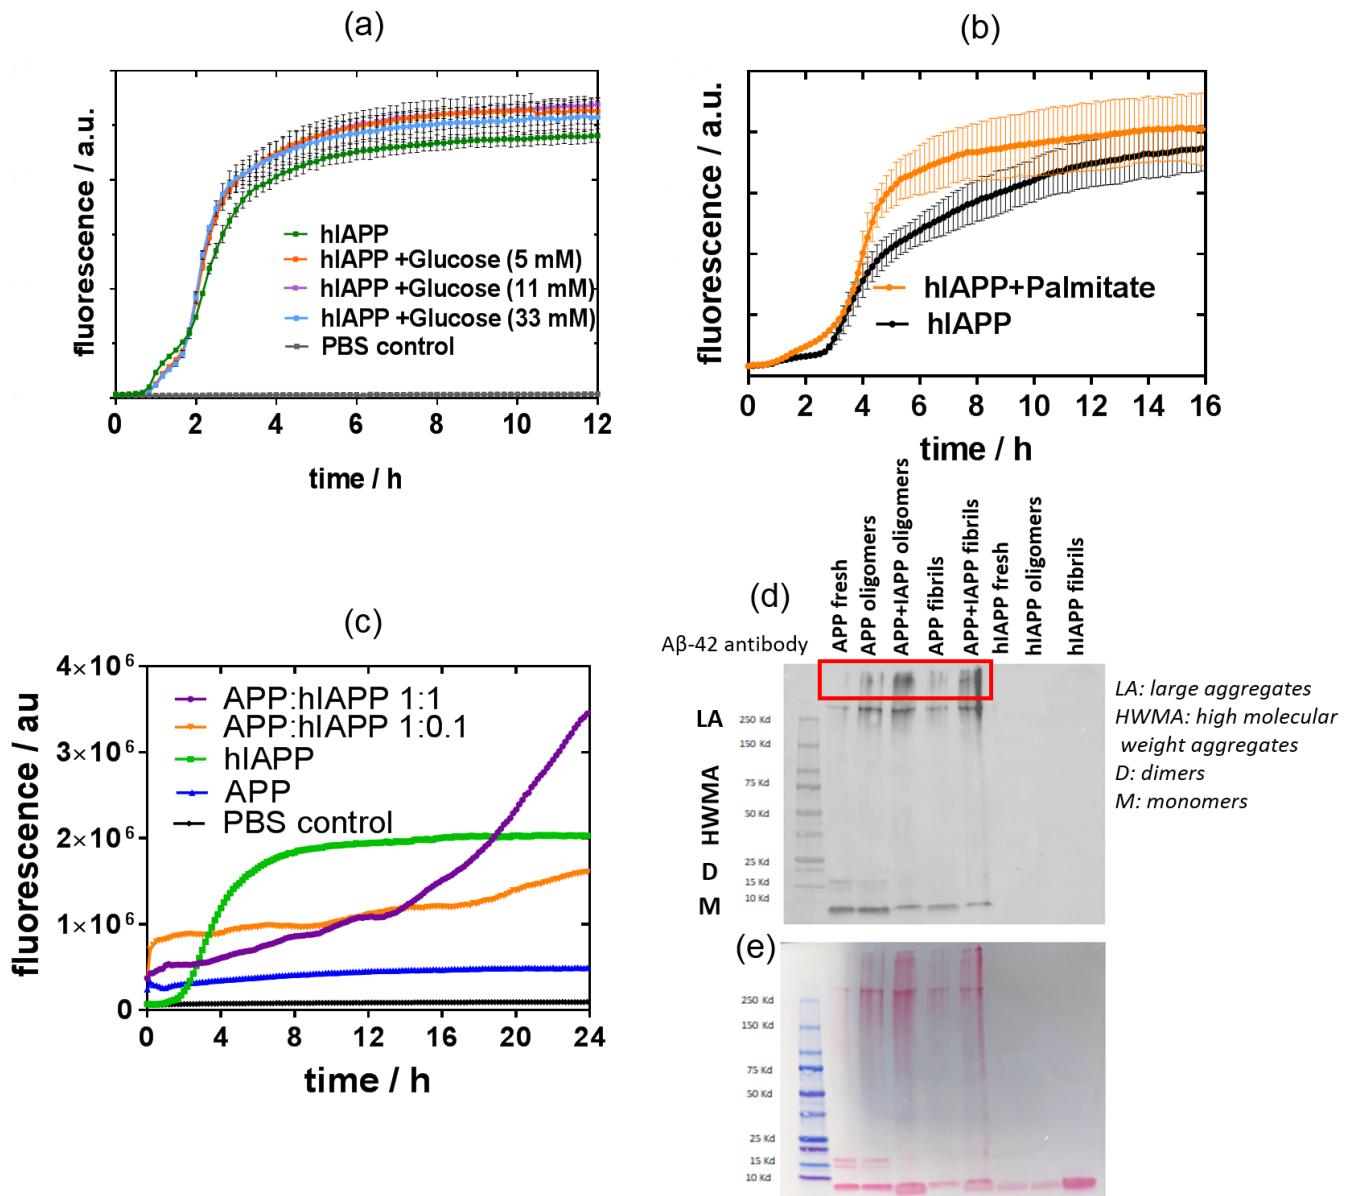 (a)
fluorescence / a.u.
hIAPP
hIAPP +Glucose (5 mM)
hIAPP +Glucose (11 mM)
hIAPP +Glucose (33 mM)
PBS control
0 2 4 6 8 10 12
time / h
(b)
fluorescence / a.u.
hIAPP+Palmitate
hIAPP
0 2 4 6 8 10 12 14 16
time / h
(c)
fluorescence / au
4×10⁶
3×10⁶
2×10⁶
1×10⁶
0
APP:hIAPP 1:1
APP:hIAPP 1:0.1
hIAPP
APP
PBS control
0 4 8 12 16 20 24
time / h
(d)
Aβ-42 antibody
APP fresh
APP oligomers
APP+IAPP oligomers
APP fibrils
APP+IAPP fibrils
hIAPP fresh
hIAPP oligomers
hIAPP fibrils
LA
HWMA
D
M
250 Kd
150 Kd
75 Kd
50 Kd
25 Kd
15 Kd
10 Kd
LA: large aggregates
HWMA: high molecular
weight aggregates
D: dimers
M: monomers
(e)
250 Kd
150 Kd
75 Kd
50 Kd
25 Kd
15 Kd
10 Kd